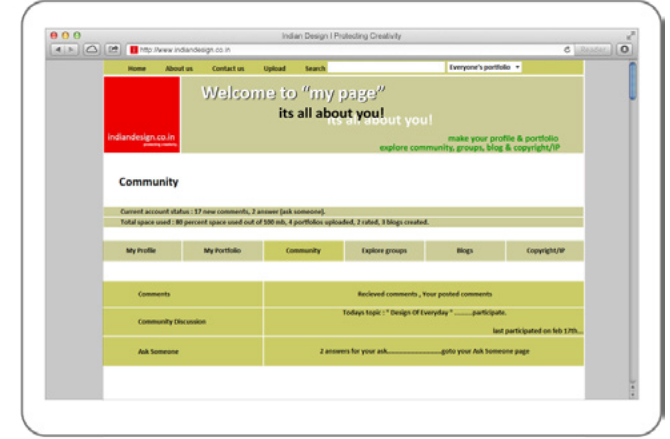 Indian Design I Protecting Creativity
http://www.indiandesign.co.in
Reader
Home About us Contact us Upload Search Everyone's portfolio
Welcome to "my page"
its all about you!
its all about you!
indiandesign.co.in
protecting creativity
make your profile & portfolio
explore community, groups, blog & copyright/IP
Community
Current account status : 17 new comments, 2 answer (ask someone).
Total space used : 80 percent space used out of 100 mb, 4 portfolios uploaded, 2 rated, 3 blogs created.
My Profile My Portfolio Community Explore groups Blogs Copyright/IP
Comments Recieved comments , Your posted comments
Community Discussion Todays topic : " Design Of Everyday " .........participate.
last participated on feb 17th...
Ask Someone 2 answers for your ask............................goto your Ask Someone page